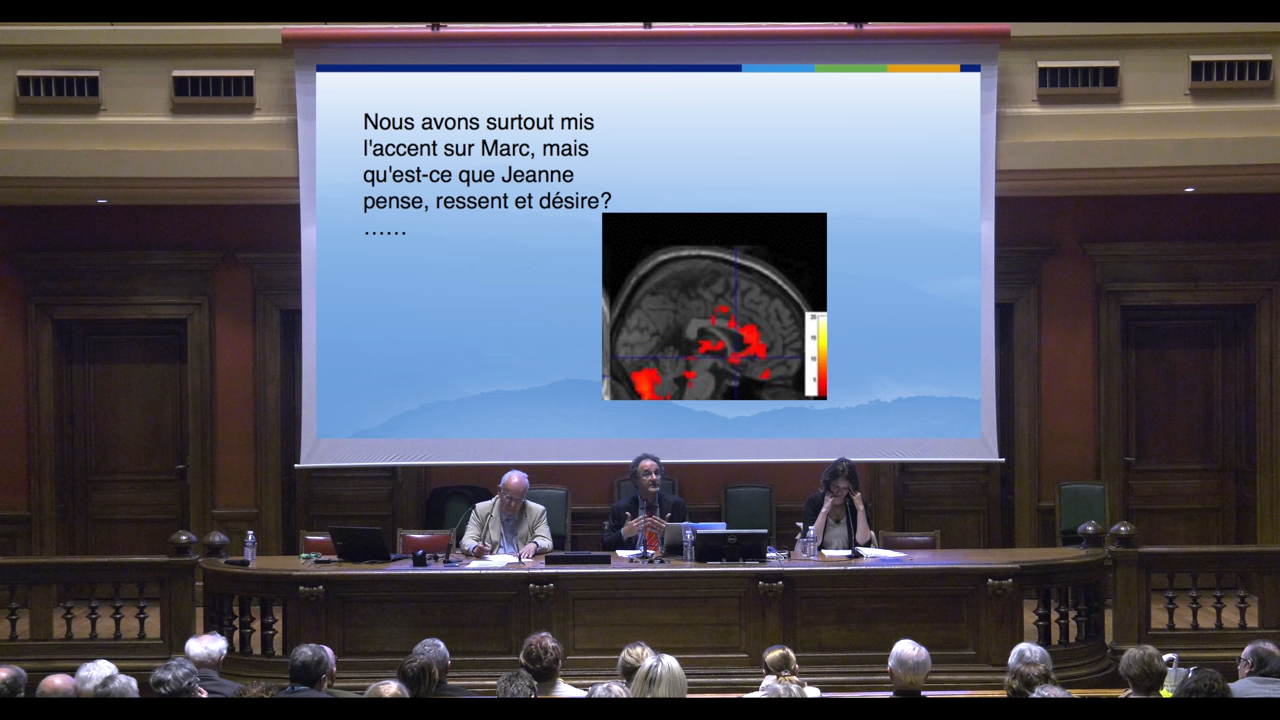 Nous avons surtout mis
l'accent sur Marc, mais
qu'est-ce que Jeanne
pense, ressent et désire?
......